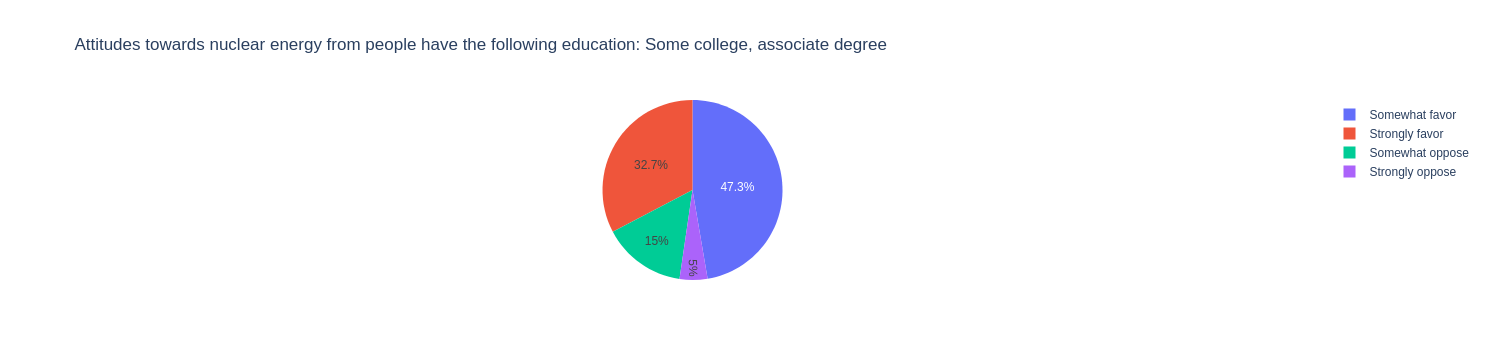 Attitudes towards nuclear energy from people have the following education: Some college, associate degree
Somewhat favor
Strongly favor
Somewhat oppose
Strongly oppose
32.7%
47.3%
15%
5%